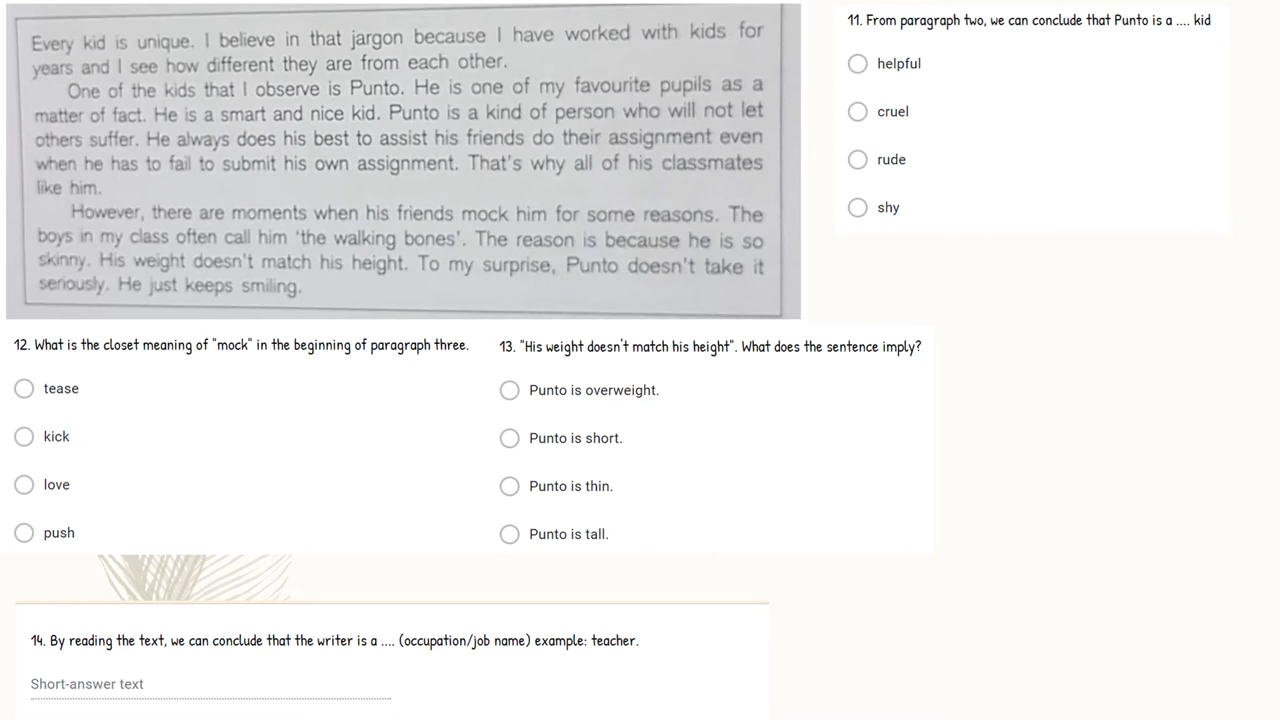 Every kid is unique. I believe in that jargon because I have worked with kids for
years and I see how different they are from each other.
One of the kids that I observe is Punto. He is one of my favourite pupils as a
matter of fact. He is a smart and nice kid. Punto is a kind of person who will not let
others suffer. He always does his best to assist his friends do their assignment even
when he has to fail to submit his own assignment. That's why all of his classmates
like him.
However, there are moments when his friends mock him for some reasons. The
boys in my class often call him 'the walking bones'. The reason is because he is so
skinny. His weight doesn't match his height. To my surprise, Punto doesn't take it
seriously. He just keeps smiling.
11. From paragraph two, we can conclude that Punto is a .... kid
helpful
cruel
rude
shy
12. What is the closet meaning of "mock" in the beginning of paragraph three.
tease
kick
love
push
13. "His weight doesn't match his height". What does the sentence imply?
Punto is overweight.
Punto is short.
Punto is thin.
Punto is tall.
14. By reading the text, we can conclude that the writer is a .... (occupation/job name) example: teacher.
Short-answer text